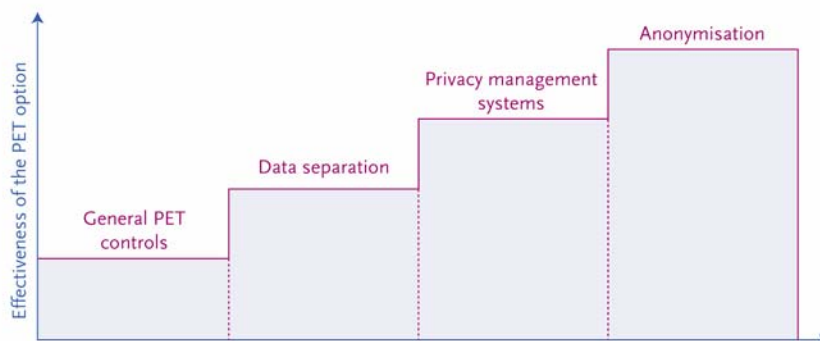 Effectiveness of the PET option
General PET
controls
Data separation
Privacy management
systems
Anonymisation